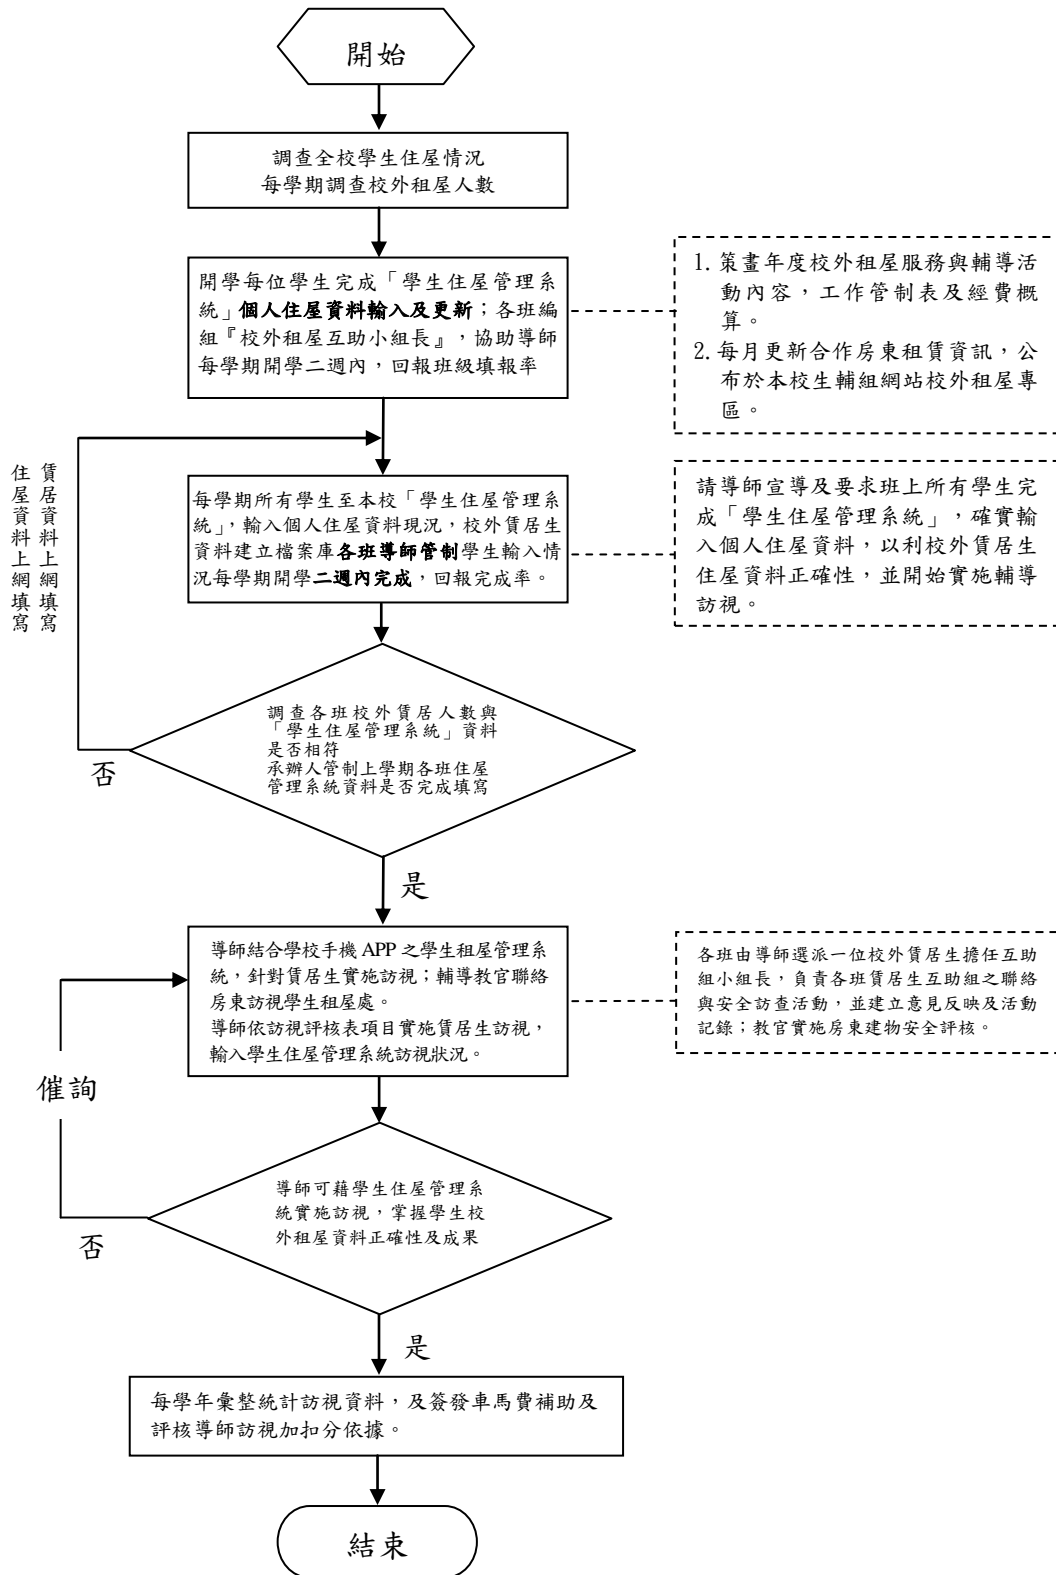 開始
調查全校學生住屋情況
每學期調查校外租屋人數
開學每位學生完成「學生住屋管理系
統」個人住屋資料輸入及更新；各班編
組『校外租屋互助小組長』，協助導師
每學期開學二週內，回報班級填報率
1. 策畫年度校外租屋服務與輔導活
動內容，工作管制表及經費概
算。
2. 每月更新合作房東租賃資訊，公
布於本校生輔組網站校外租屋專
區。
賃居資料上網填寫
住屋資料上網填寫
每學期所有學生至本校「學生住屋管理系
統」，輸入個人住屋資料現況，校外賃居生
資料建立檔案庫各班導師管制學生輸入情
況每學期開學二週內完成，回報完成率。
請導師宣導及要求班上所有學生完
成「學生住屋管理系統」，確實輸
入個人住屋資料，以利校外賃居生
住屋資料正確性，並開始實施輔導
訪視。
調查各班校外賃居人數與
「學生住屋管理系統」資料
是否相符
承辦人管制上學期各班住屋
管理系統資料是否完成填寫
否
是
導師結合學校手機 APP 之學生租屋管理系
統，針對賃居生實施訪視；輔導教官聯絡
房東訪視學生租屋處。
導師依訪視評核表項目實施賃居生訪視，
輸入學生住屋管理系統訪視狀況。
各班由導師選派一位校外賃居生擔任互助
組小組長，負責各班賃居生互助組之聯絡
與安全訪查活動，並建立意見反映及活動
記錄；教官實施房東建物安全評核。
催詢
導師可藉學生住屋管理系
統實施訪視，掌握學生校
外租屋資料正確性及成果
否
是
每學年彙整統計訪視資料，及簽發車馬費補助及
評核導師訪視加扣分依據。
結束